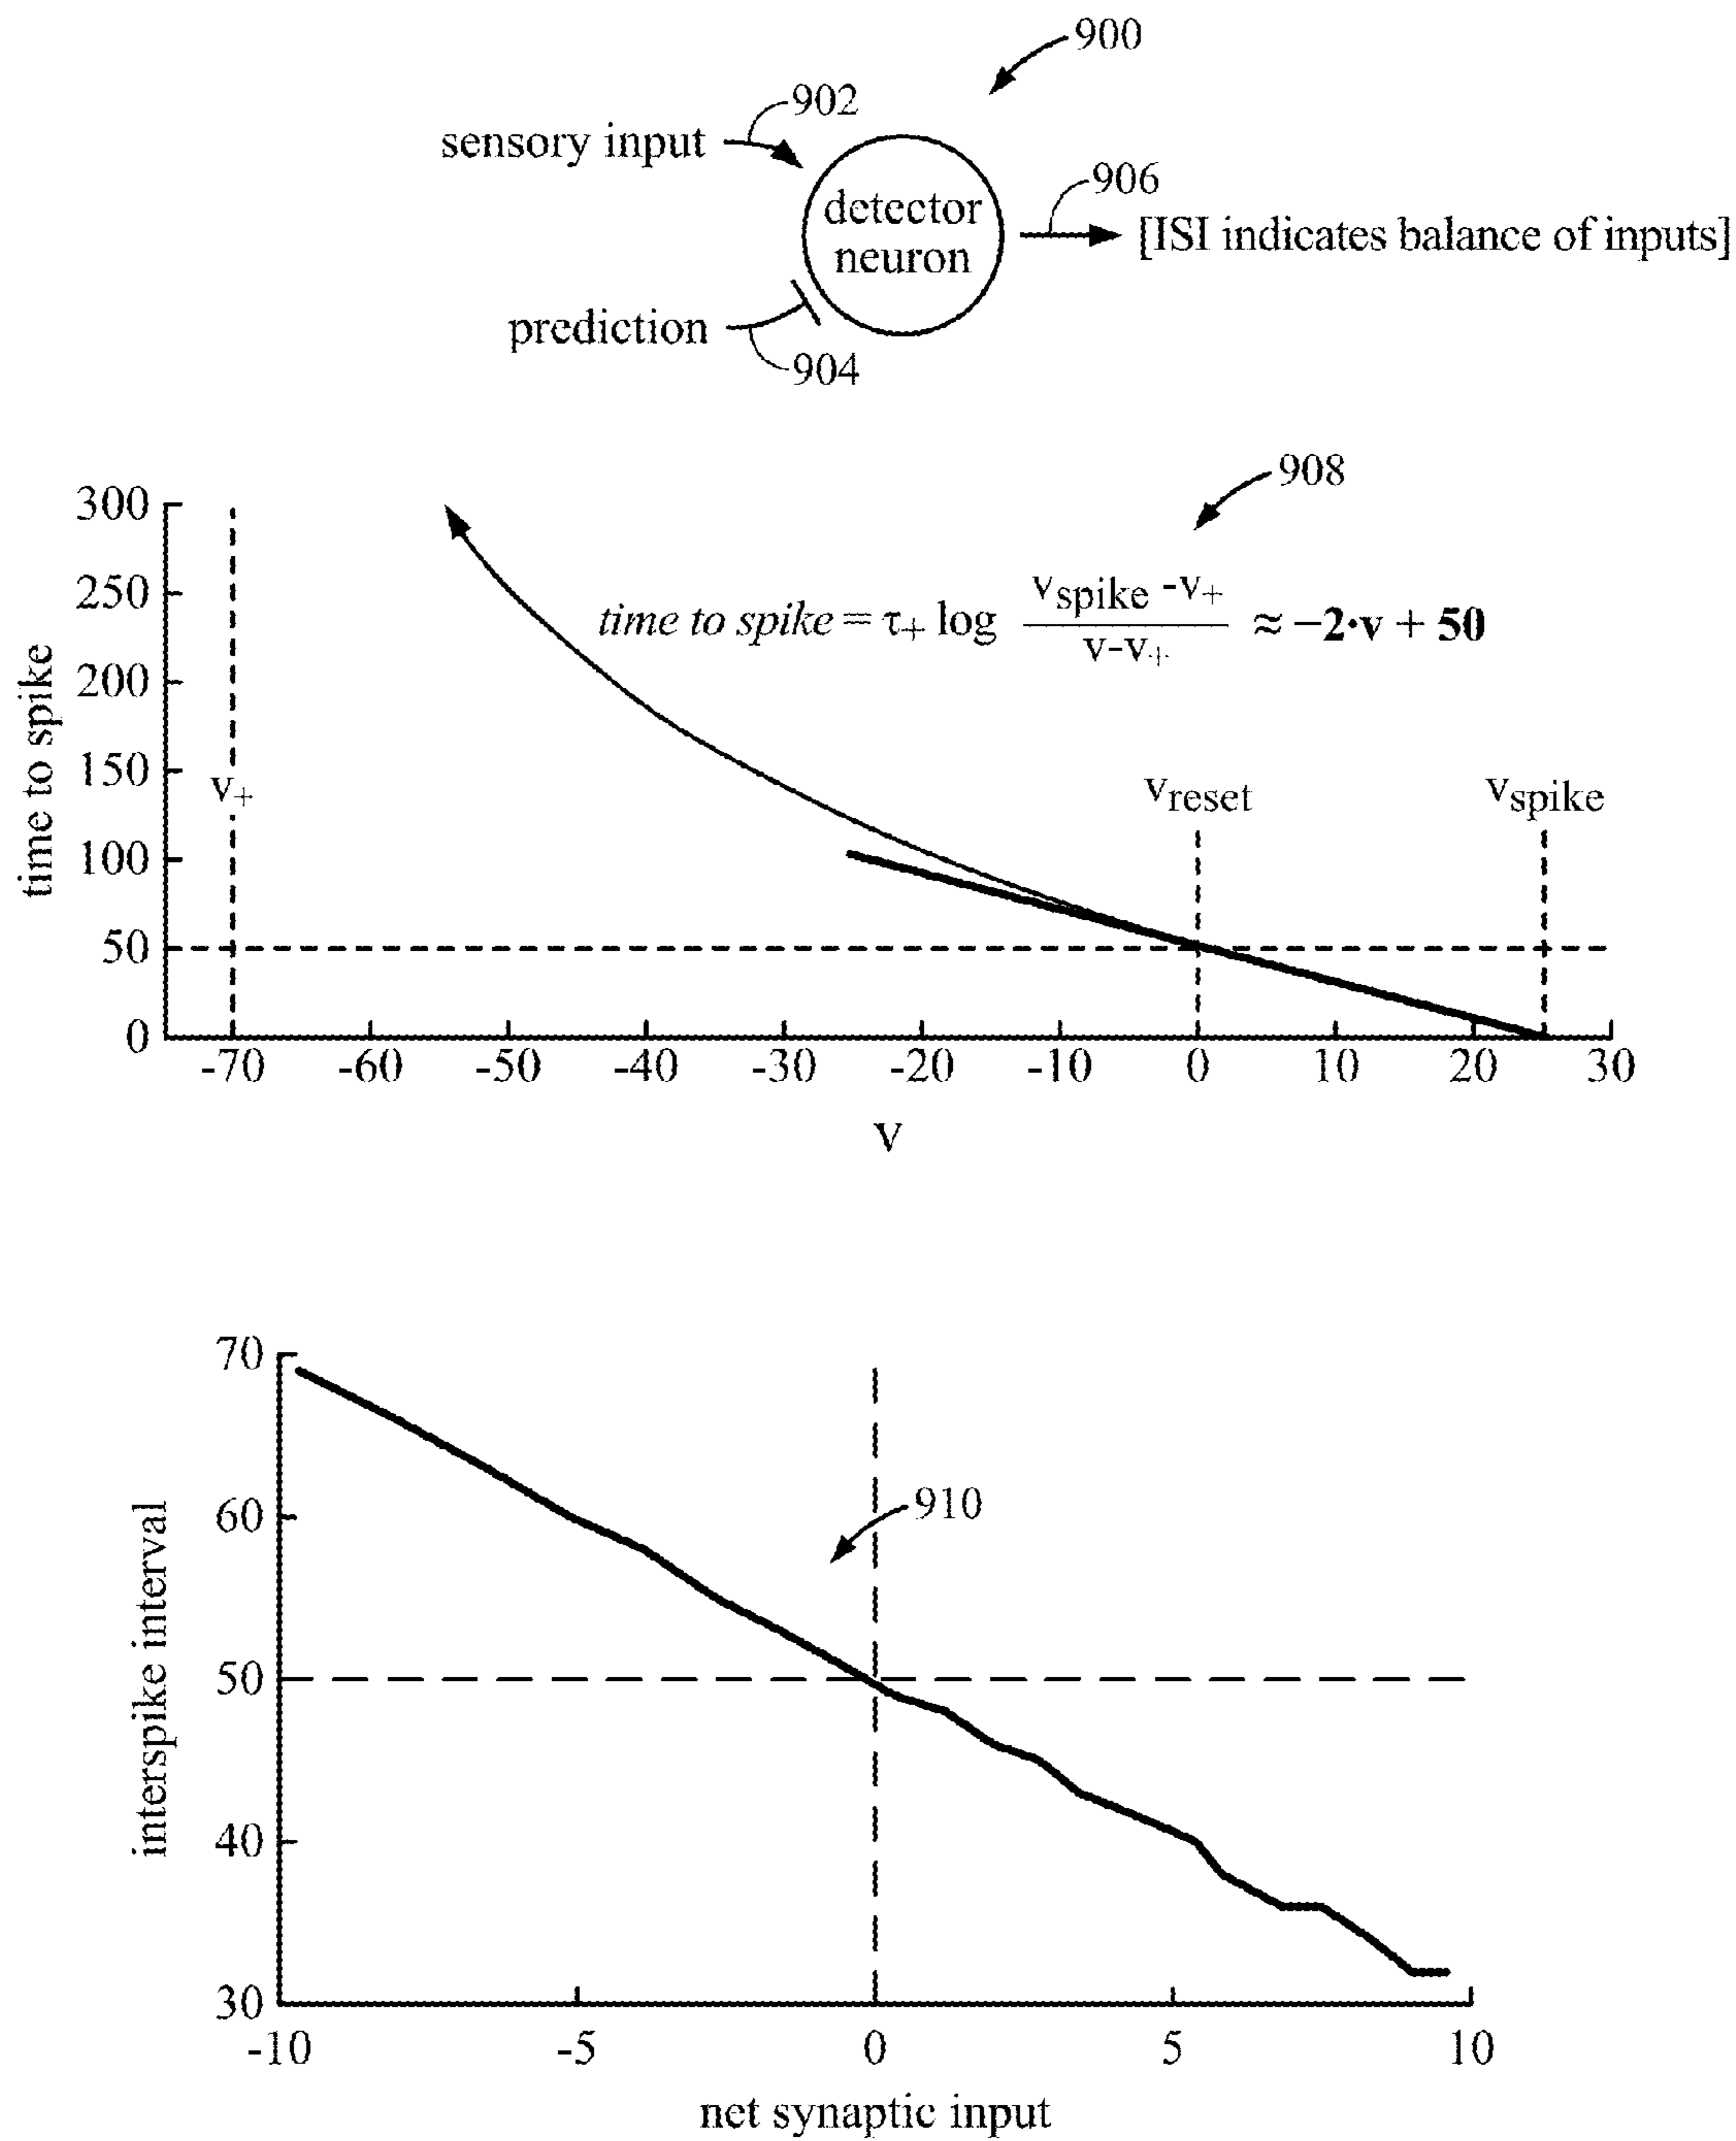 900
902
sensory input
detector
neuron
906
[ISI indicates balance of inputs]
prediction
904
908
time to spike = τ+ log (vspike -v+)/(v-v+) ≈ −2·v + 50
300
250
200
150
100
50
0
time to spike
v+
vreset
vspike
-70 -60 -50 -40 -30 -20 -10 0 10 20 30
v
910
70
60
50
40
30
interspike interval
-10 -5 0 5 10
net synaptic input